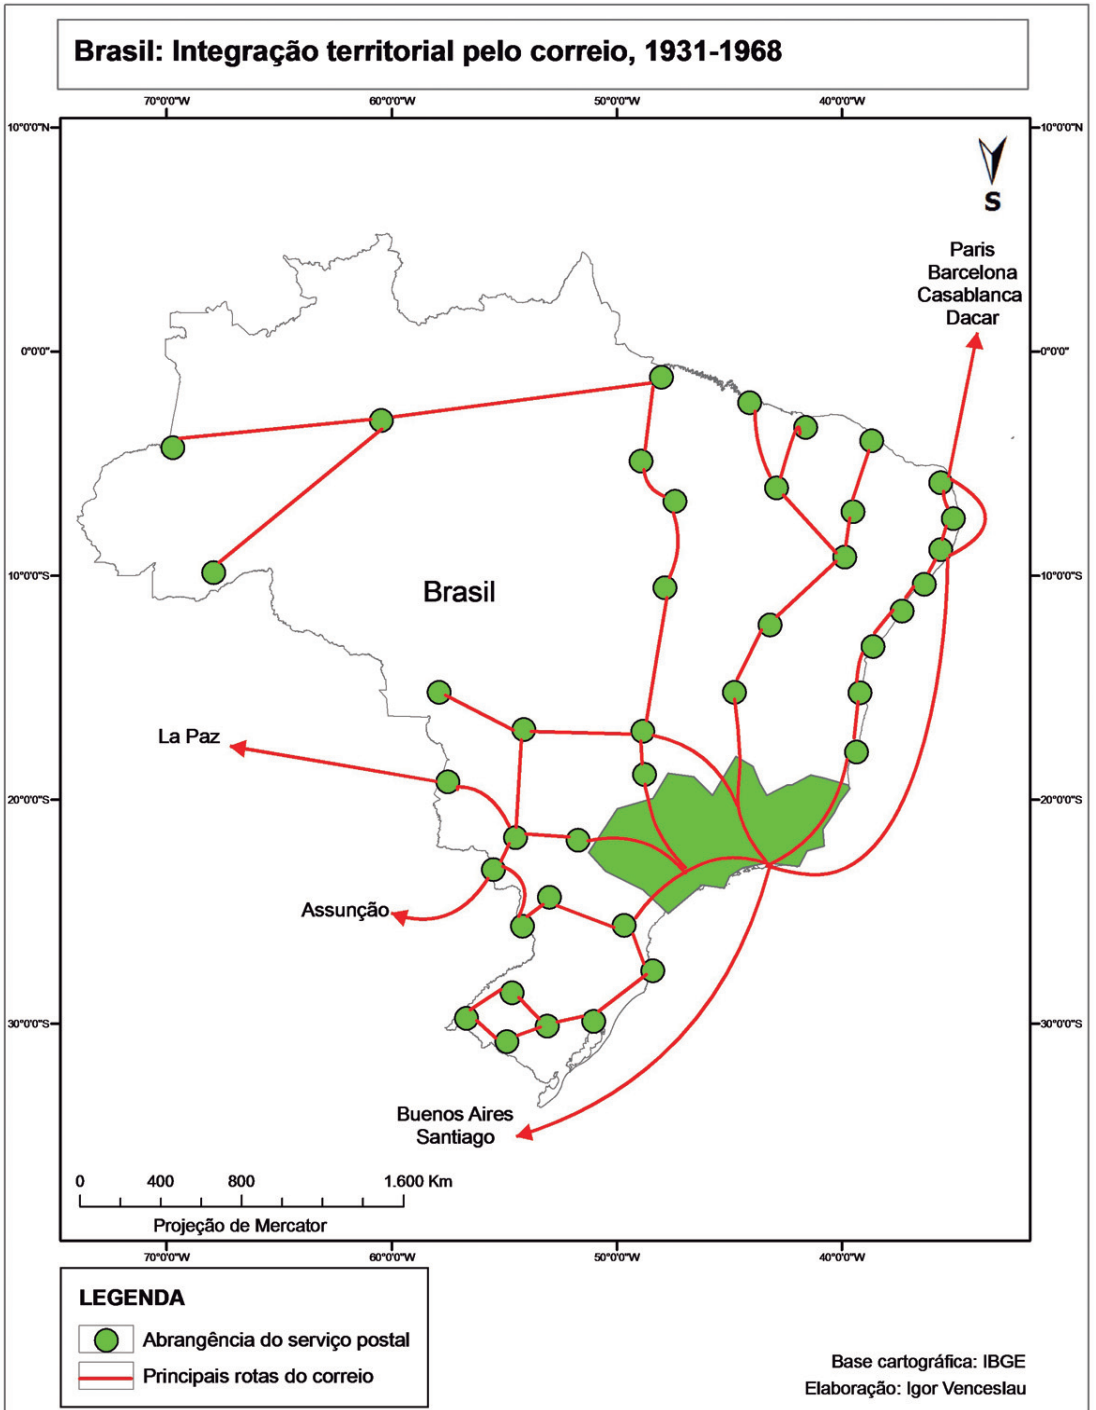 Brasil: Integração territorial pelo correio, 1931-1968
70°0'0"W 60°0'0"W 50°0'0"W 40°0'0"W
10°0'0"N 10°0'0"N
S
Paris
Barcelona
Casablanca
Dacar
0°0'0" 0°0'0"
10°0'0"S 10°0'0"S
Brasil
La Paz
20°0'0"S 20°0'0"S
Assunção
30°0'0"S 30°0'0"S
Buenos Aires
Santiago
0 400 800 1.600 Km
Projeção de Mercator
70°0'0"W 60°0'0"W 50°0'0"W 40°0'0"W
LEGENDA
Abrangência do serviço postal
Principais rotas do correio
Base cartográfica: IBGE
Elaboração: Igor Venceslau